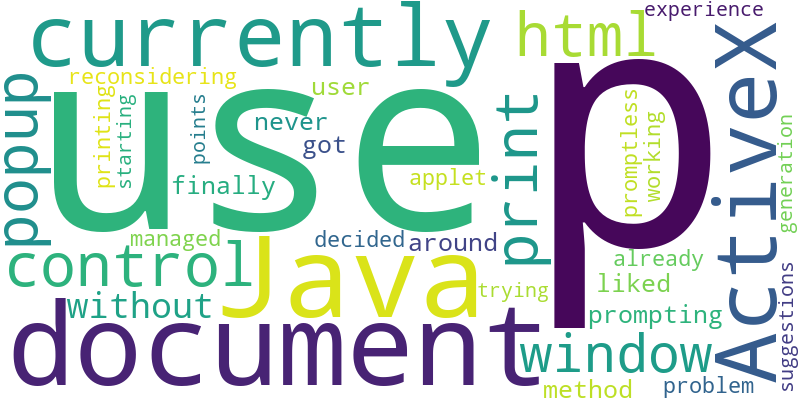 currently
html
experience
ActiveX
reconsidering
user
popup
use
p
printing
starting
points
never
got
print
promptless
working
generation
finally
applet
managed
decided
around
already
control
Java
liked
without
trying
prompting
suggestions
document
window
method
problem